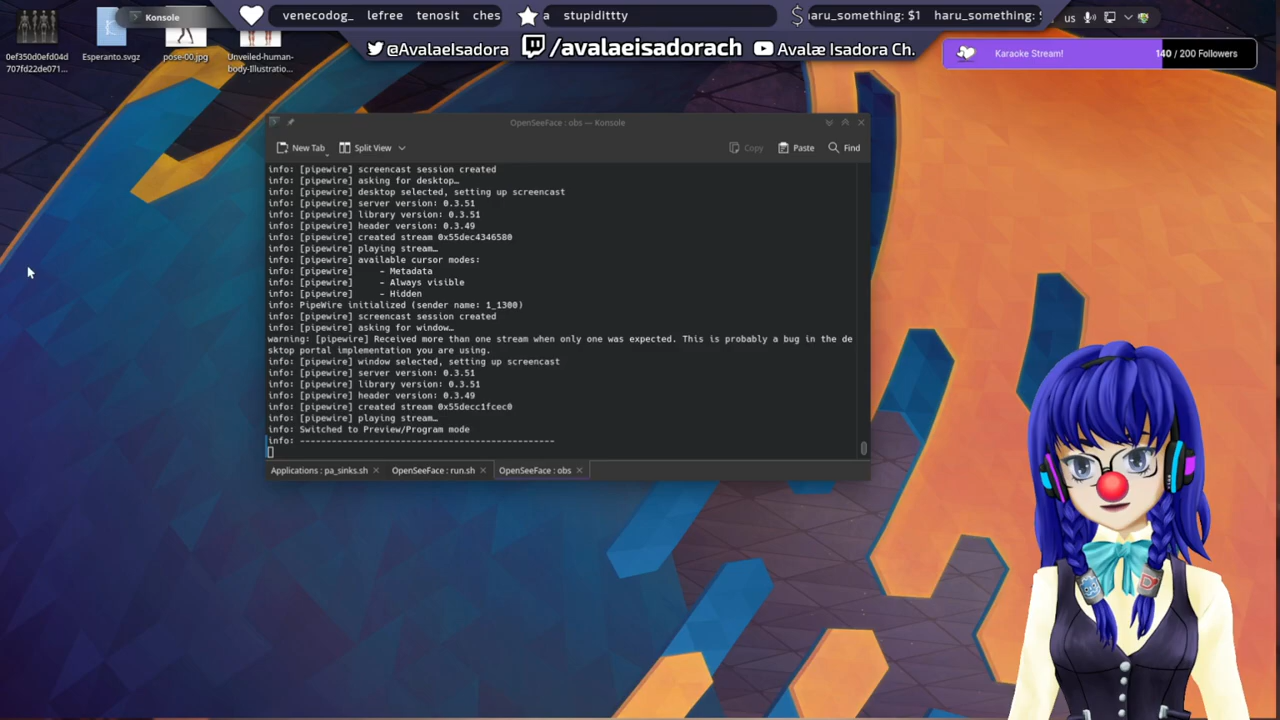 Konsole
venecodog_ lefree tenosit ches
a stupidittty
$ haru_something: $1 haru_something:
us
@AvalaeIsadora /avalaeisadorach Avalæ Isadora Ch.
Karaoke Stream! 140 / 200 Followers
0ef350d0efd04d
707fd22de071...
Esperanto.svgz
pose-00.jpg
Unveiled-human-
body-Illustratio...
OpenSeeFace : obs — Konsole
New Tab Split View Copy Paste Find
info: [pipewire] screencast session created
info: [pipewire] asking for desktop…
info: [pipewire] desktop selected, setting up screencast
info: [pipewire] server version: 0.3.51
info: [pipewire] library version: 0.3.51
info: [pipewire] header version: 0.3.49
info: [pipewire] created stream 0x55dec4346580
info: [pipewire] playing stream…
info: [pipewire] available cursor modes:
info: [pipewire]     - Metadata
info: [pipewire]     - Always visible
info: [pipewire]     - Hidden
info: PipeWire initialized (sender name: 1_1300)
info: [pipewire] screencast session created
info: [pipewire] asking for window…
warning: [pipewire] Received more than one stream when only one was expected. This is probably a bug in the de
sktop portal implementation you are using.
info: [pipewire] window selected, setting up screencast
info: [pipewire] server version: 0.3.51
info: [pipewire] library version: 0.3.51
info: [pipewire] header version: 0.3.49
info: [pipewire] created stream 0x55decc1fcec0
info: [pipewire] playing stream…
info: Switched to Preview/Program mode
info: ------------------------------------------------
Applications : pa_sinks.sh OpenSeeFace : run.sh OpenSeeFace : obs